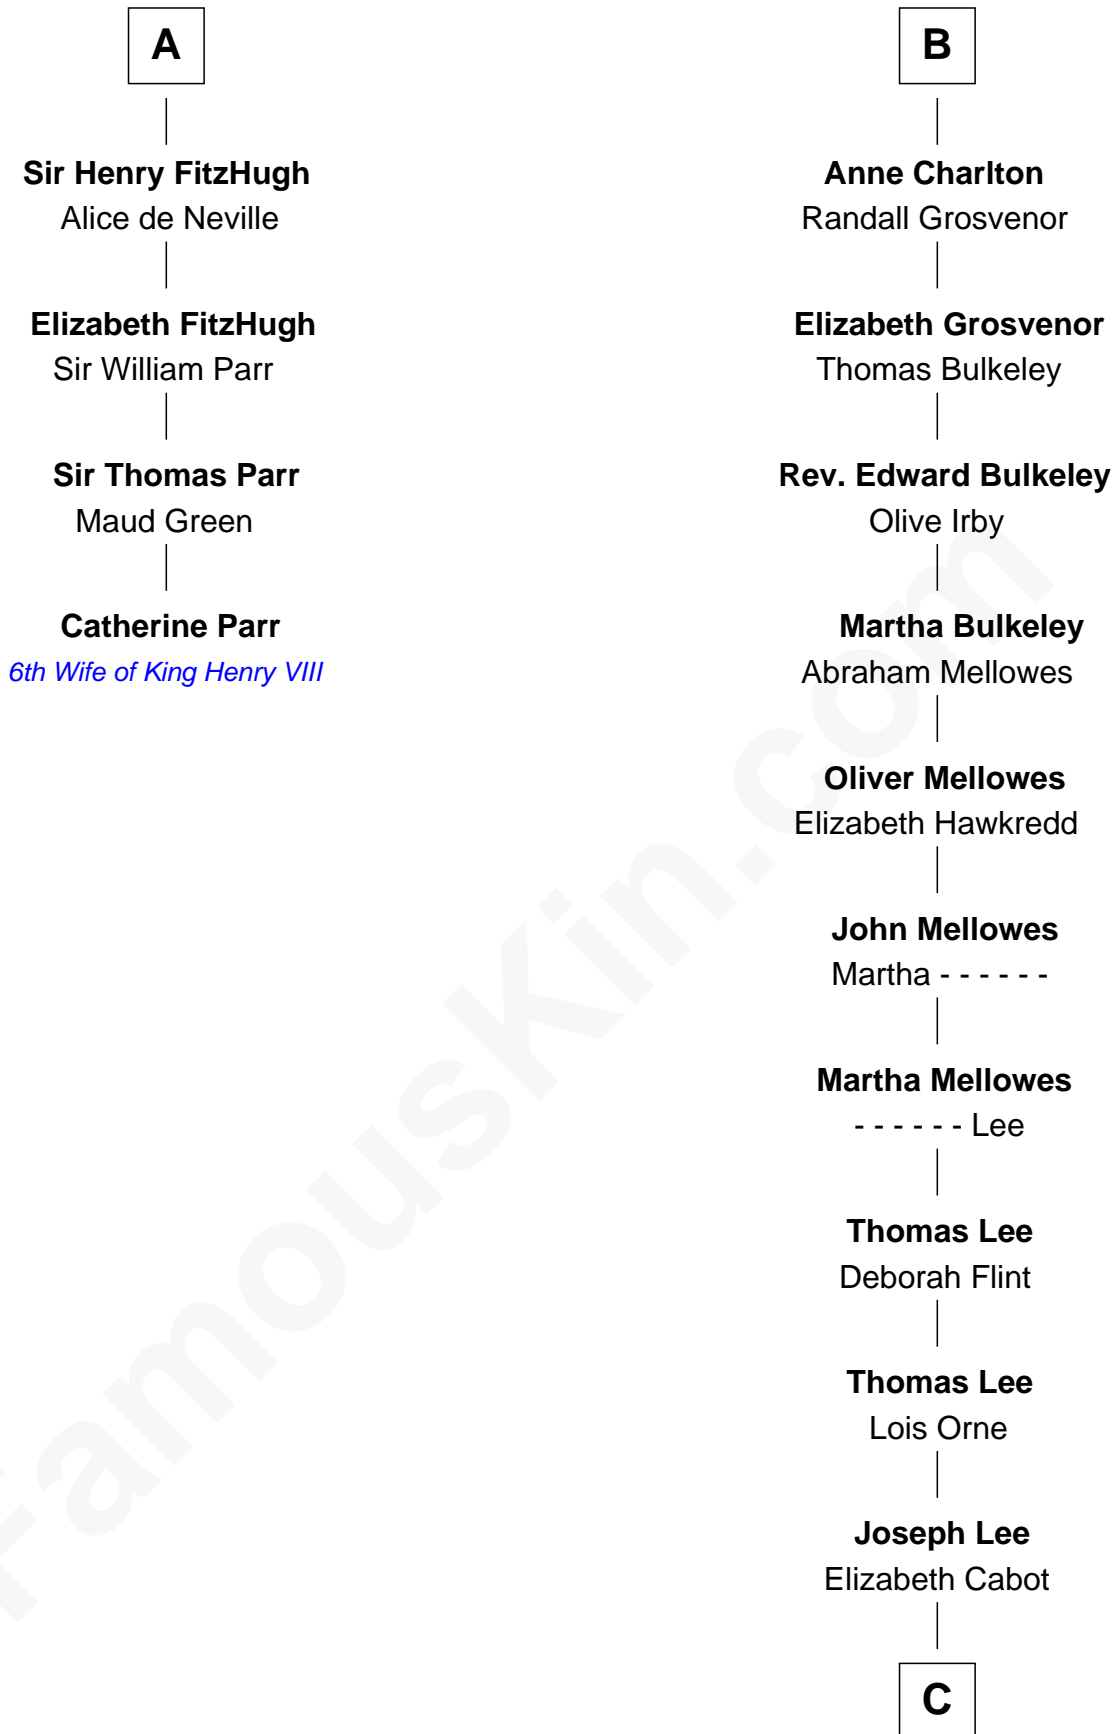 A
Sir Henry FitzHugh
Alice de Neville
Elizabeth FitzHugh
Sir William Parr
Sir Thomas Parr
Maud Green
Catherine Parr
6th Wife of King Henry VIII
B
Anne Charlton
Randall Grosvenor
Elizabeth Grosvenor
Thomas Bulkeley
Rev. Edward Bulkeley
Olive Irby
Martha Bulkeley
Abraham Mellowes
Oliver Mellowes
Elizabeth Hawkredd
John Mellowes
Martha - - - - - -
Martha Mellowes
- - - - - - Lee
Thomas Lee
Deborah Flint
Thomas Lee
Lois Orne
Joseph Lee
Elizabeth Cabot
C
FamousKin.com